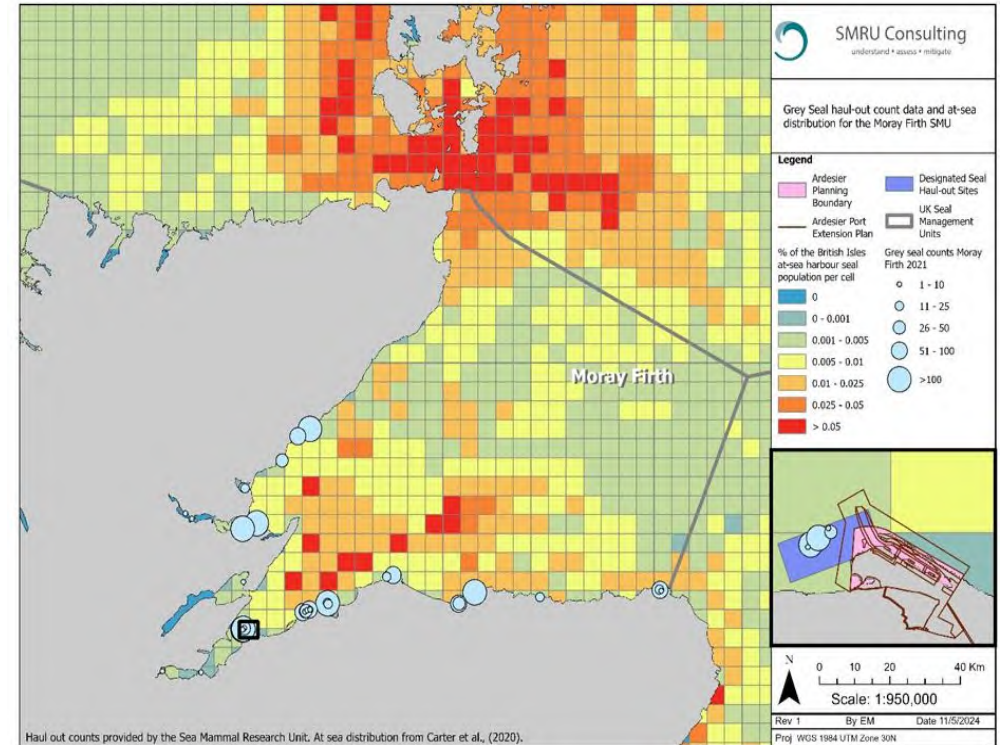 SMRU Consulting
understand • assess • mitigate
Grey Seal haul-out count data and at-sea
distribution for the Moray Firth SMU
Legend
Ardesier
Planning
Boundary
Ardesier Port
Extension Plan
% of the British Isles
at-sea harbour seal
population per cell
0
0 - 0.001
0.001 - 0.005
0.005 - 0.01
0.01 - 0.025
0.025 - 0.05
> 0.05
Designated Seal
Haul-out Sites
UK Seal
Management
Units
Grey seal counts Moray
Firth 2021
1 - 10
11 - 25
26 - 50
51 - 100
>100
Moray Firth
N
0 10 20 40 Km
Scale: 1:950,000
Rev 1 By EM Date 11/5/2024
Proj WGS 1984 UTM Zone 30N
Haul out counts provided by the Sea Mammal Research Unit. At sea distribution from Carter et al., (2020).